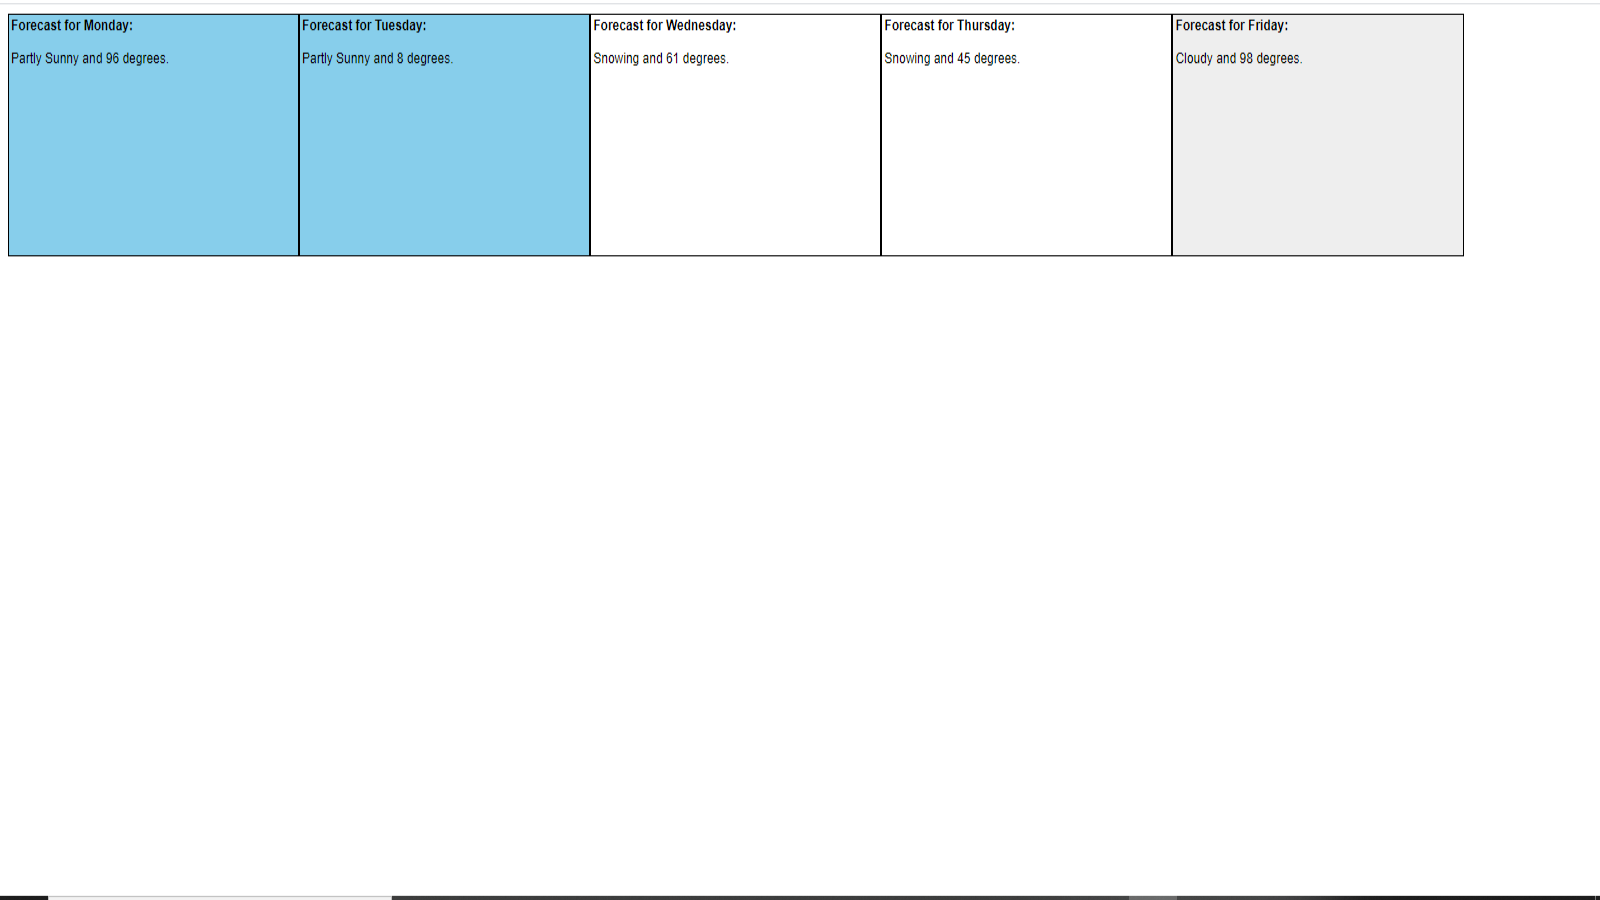 Forecast for Monday:
Partly Sunny and 96 degrees.
Forecast for Tuesday:
Partly Sunny and 8 degrees.
Forecast for Wednesday:
Snowing and 61 degrees.
Forecast for Thursday:
Snowing and 45 degrees.
Forecast for Friday:
Cloudy and 98 degrees.